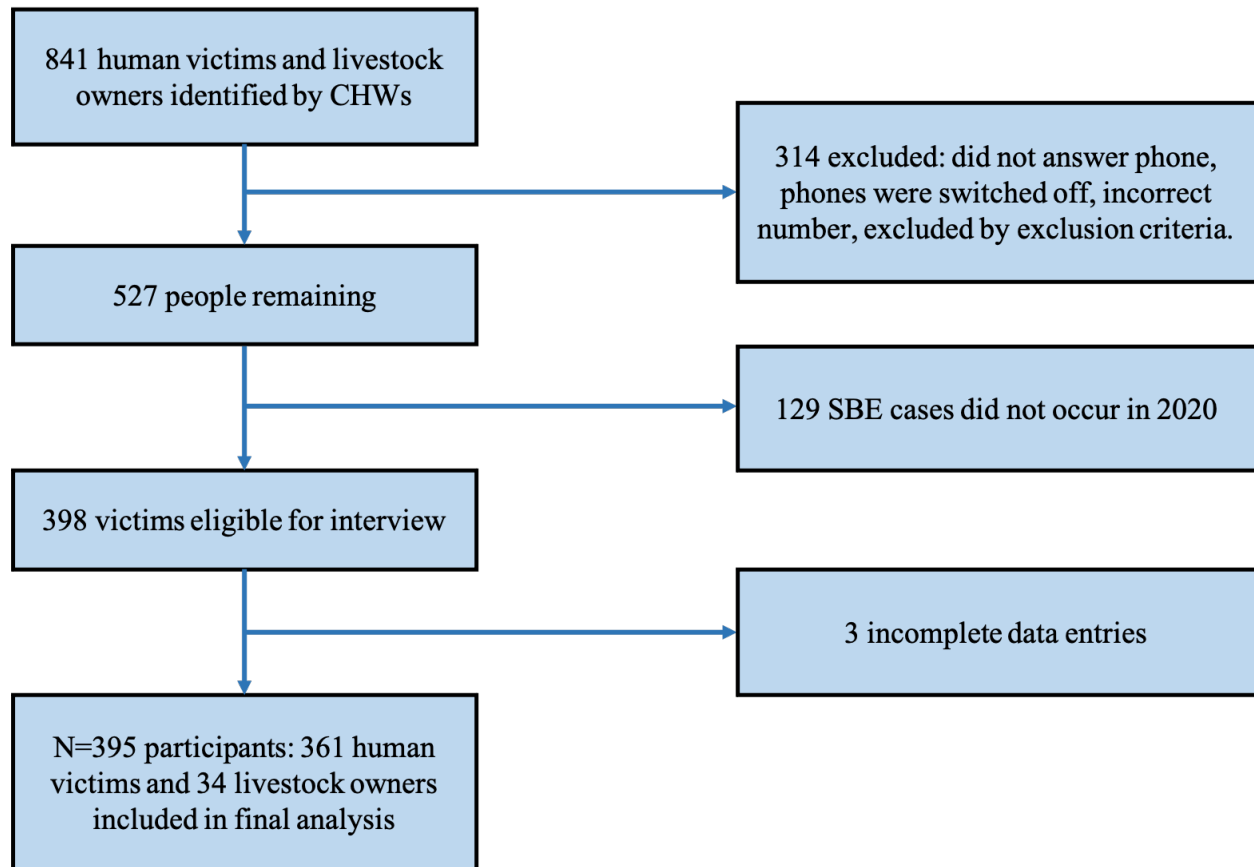 841 human victims and livestock
owners identified by CHWs
314 excluded: did not answer phone,
phones were switched off, incorrect
number, excluded by exclusion criteria.
527 people remaining
129 SBE cases did not occur in 2020
398 victims eligible for interview
3 incomplete data entries
N=395 participants: 361 human
victims and 34 livestock owners
included in final analysis